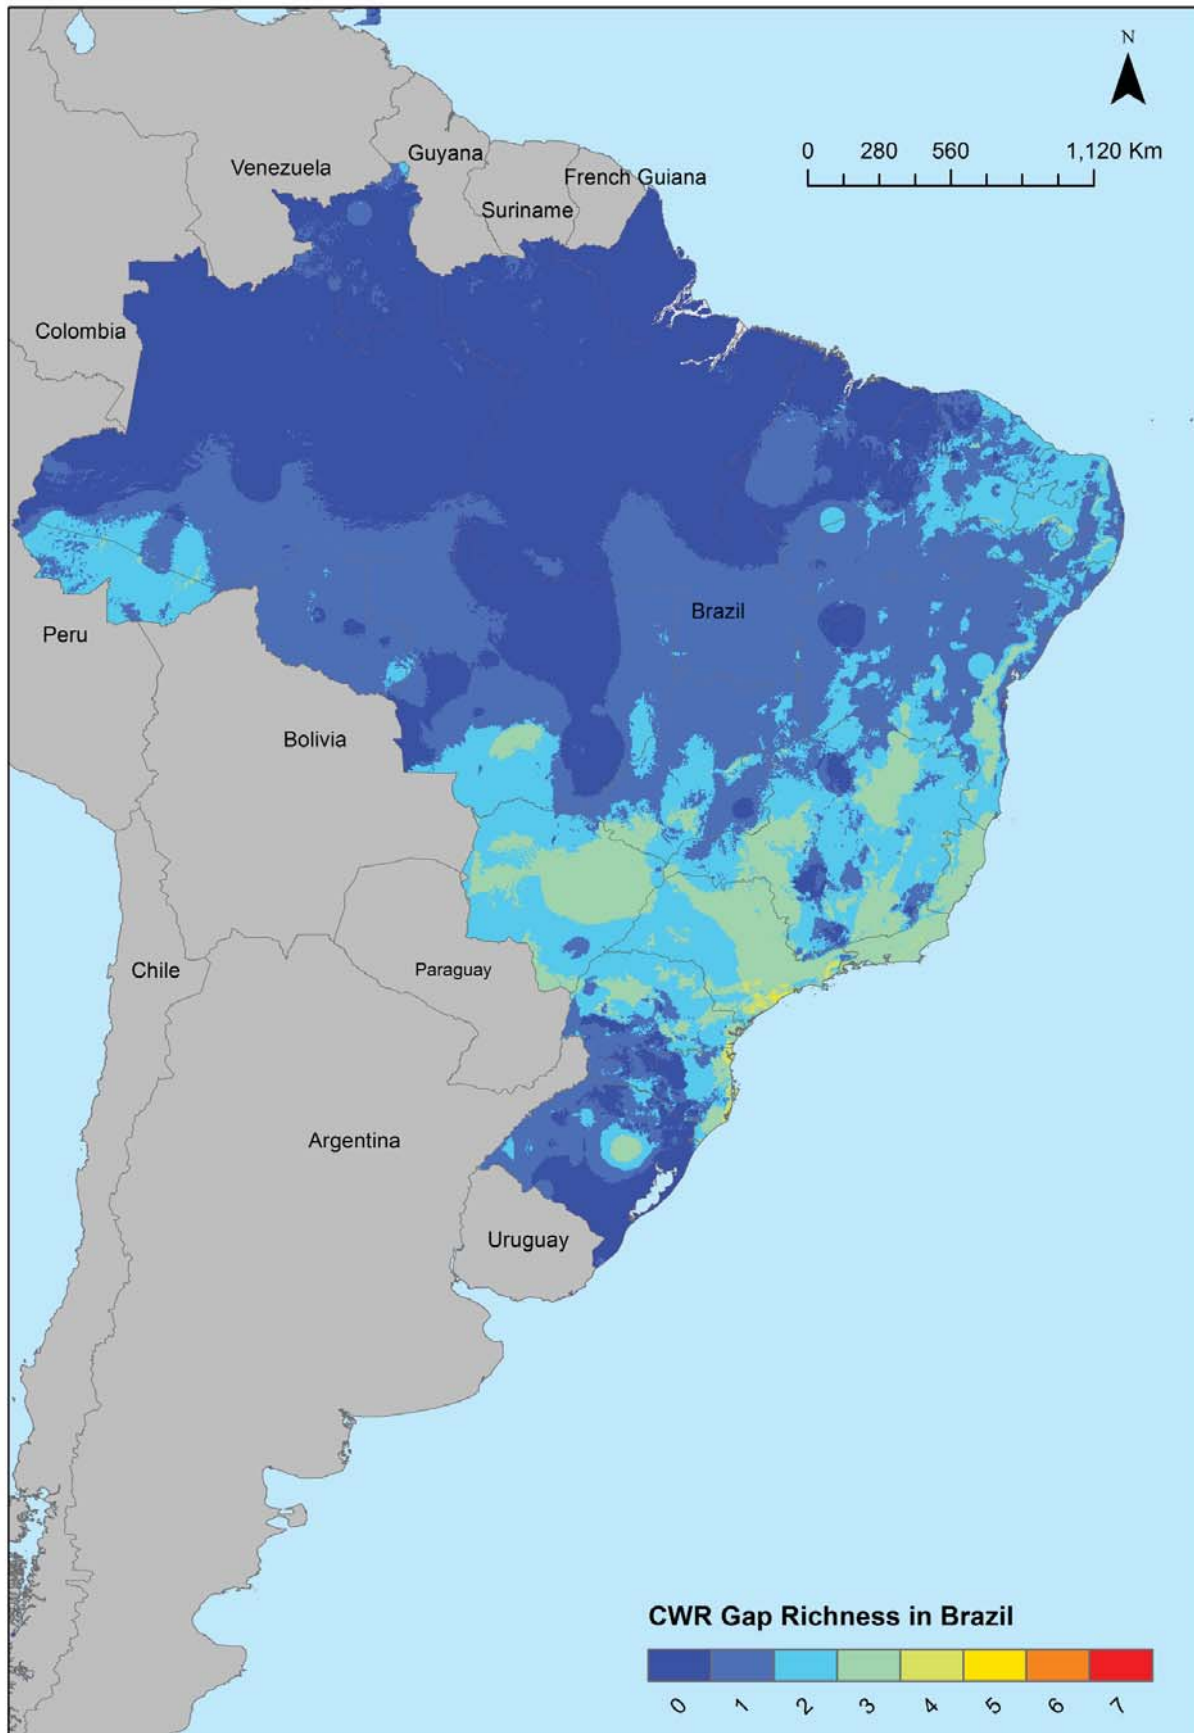 N
0 280 560 1,120 Km
Guyana
Venezuela
French Guiana
Suriname
Colombia
Brazil
Peru
Bolivia
Chile
Paraguay
Argentina
Uruguay
CWR Gap Richness in Brazil
0 1 2 3 4 5 6 7